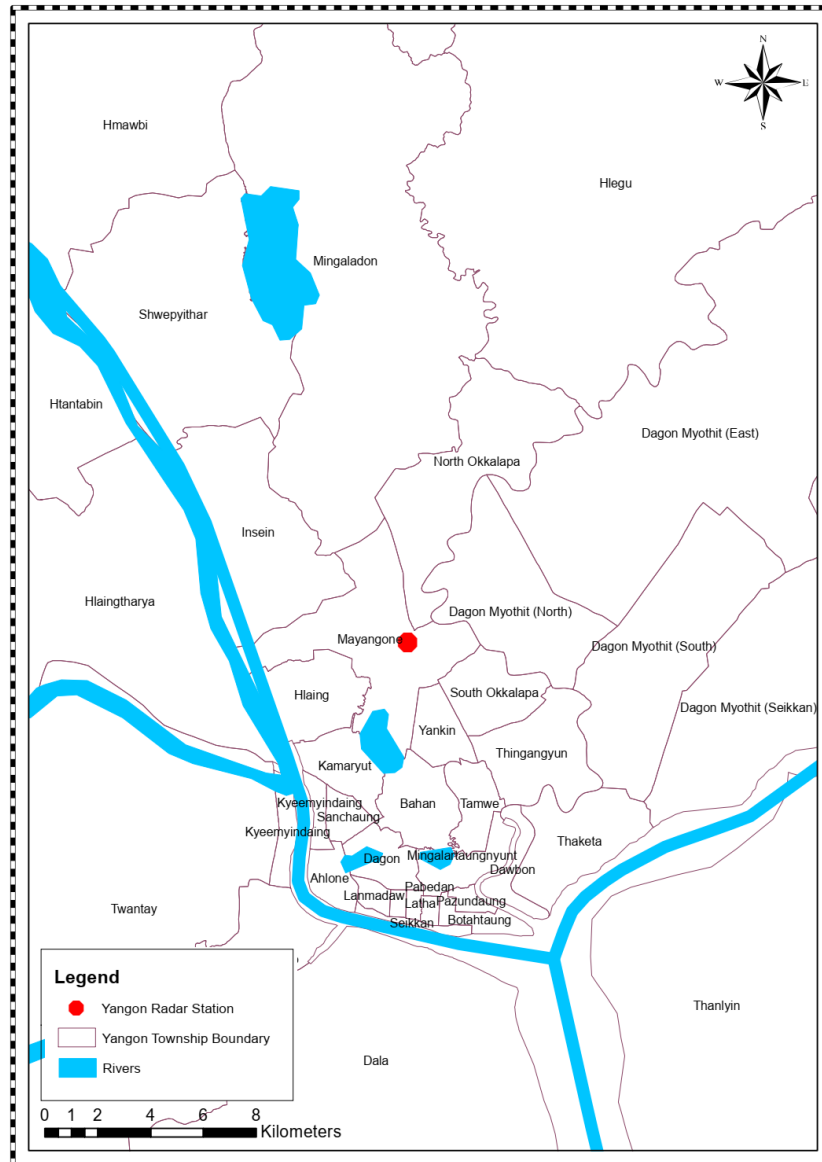 N
W
E
S
Hmawbi
Hlegu
Mingaladon
Shwepyithar
Htantabin
Dagon Myothit (East)
North Okkalapa
Insein
Hlaingtharya
Dagon Myothit (North)
Mayangone
Dagon Myothit (South)
Hlaing
South Okkalapa
Dagon Myothit (Seikkan)
Yankin
Thingangyun
Kamaryut
Kyeemyindaing
Bahan
Tamwe
Sanchaung
Kyeemyindaing
Thaketa
Dagon
Mingalartaungnyunt
Dawbon
Ahlone
Pabedan
Lanmadaw
Latha
Pazundaung
Twantay
Seikkan
Botahtaung
Thanlyin
Dala
Legend
Yangon Radar Station
Yangon Township Boundary
Rivers
0 1 2 4 6 8
Kilometers